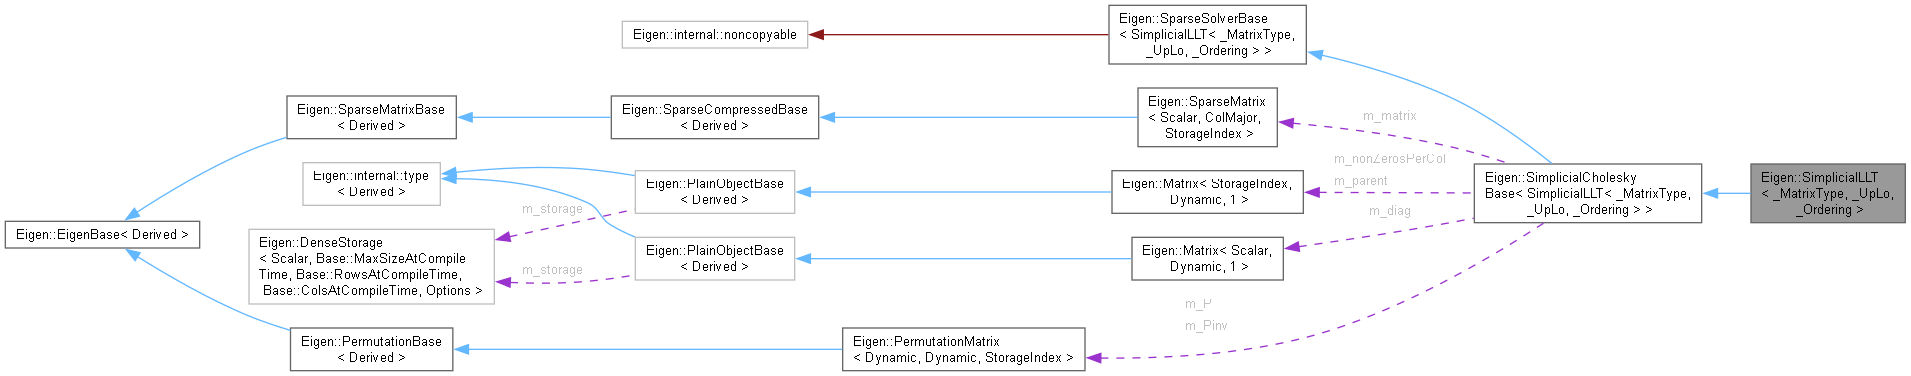 Eigen::internal::noncopyable
Eigen::SparseSolverBase
< SimplicialLLT< _MatrixType,
_UpLo, _Ordering > >
Eigen::SparseMatrixBase
< Derived >
Eigen::SparseCompressedBase
< Derived >
Eigen::SparseMatrix
< Scalar, ColMajor,
StorageIndex >
m_matrix
Eigen::internal::type
< Derived >
Eigen::PlainObjectBase
< Derived >
Eigen::Matrix< StorageIndex,
Dynamic, 1 >
m_nonZerosPerCol
m_parent
Eigen::SimplicialCholesky
Base< SimplicialLLT< _MatrixType,
_UpLo, _Ordering > >
Eigen::SimplicialLLT
< _MatrixType, _UpLo,
_Ordering >
m_storage
m_diag
Eigen::EigenBase< Derived >
Eigen::DenseStorage
< Scalar, Base::MaxSizeAtCompile
Time, Base::RowsAtCompileTime,
Base::ColsAtCompileTime, Options >
m_storage
Eigen::PlainObjectBase
< Derived >
Eigen::Matrix< Scalar,
Dynamic, 1 >
m_P
m_Pinv
Eigen::PermutationBase
< Derived >
Eigen::PermutationMatrix
< Dynamic, Dynamic, StorageIndex >